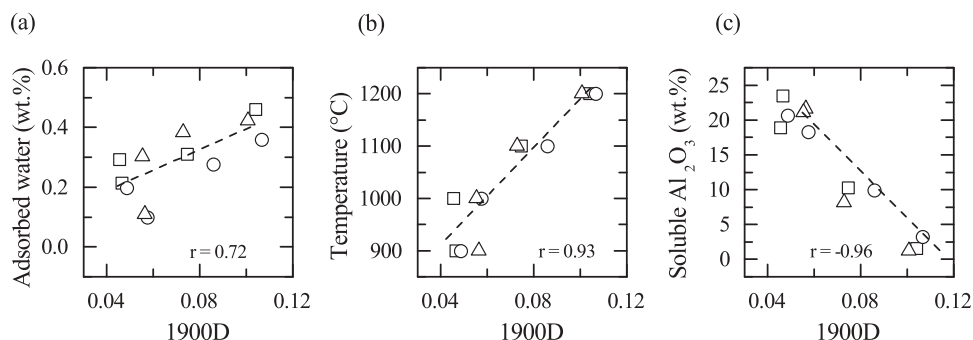 (a)
(b)
(c)
Adsorbed water (wt.%)
0.6
0.4
0.2
0.0
r = 0.72
0.04
0.08
0.12
1900D
Temperature (°C)
1200
1100
1000
900
r = 0.93
0.04
0.08
0.12
1900D
Soluble Al₂O₃ (wt.%)
25
20
15
10
5
0
r = -0.96
0.04
0.08
0.12
1900D